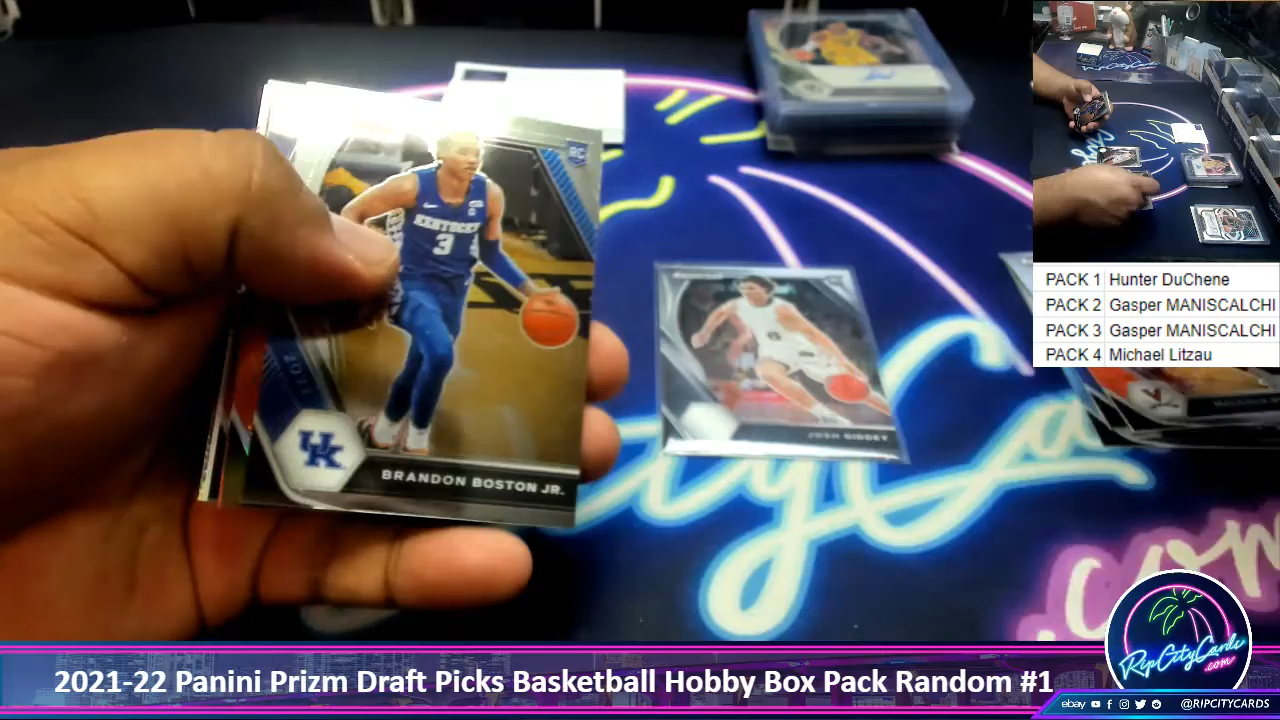 RC
KENTUCKY
3
2021
UK
BRANDON BOSTON JR.
JOSH GIDDEY
PACK 1 Hunter DuChene
PACK 2 Gasper MANISCALCHI
PACK 3 Gasper MANISCALCHI
PACK 4 Michael Litzau
.com
RipCityCards
.com
2021-22 Panini Prizm Draft Picks Basketball Hobby Box Pack Random #1
ebay @RIPCITYCARDS